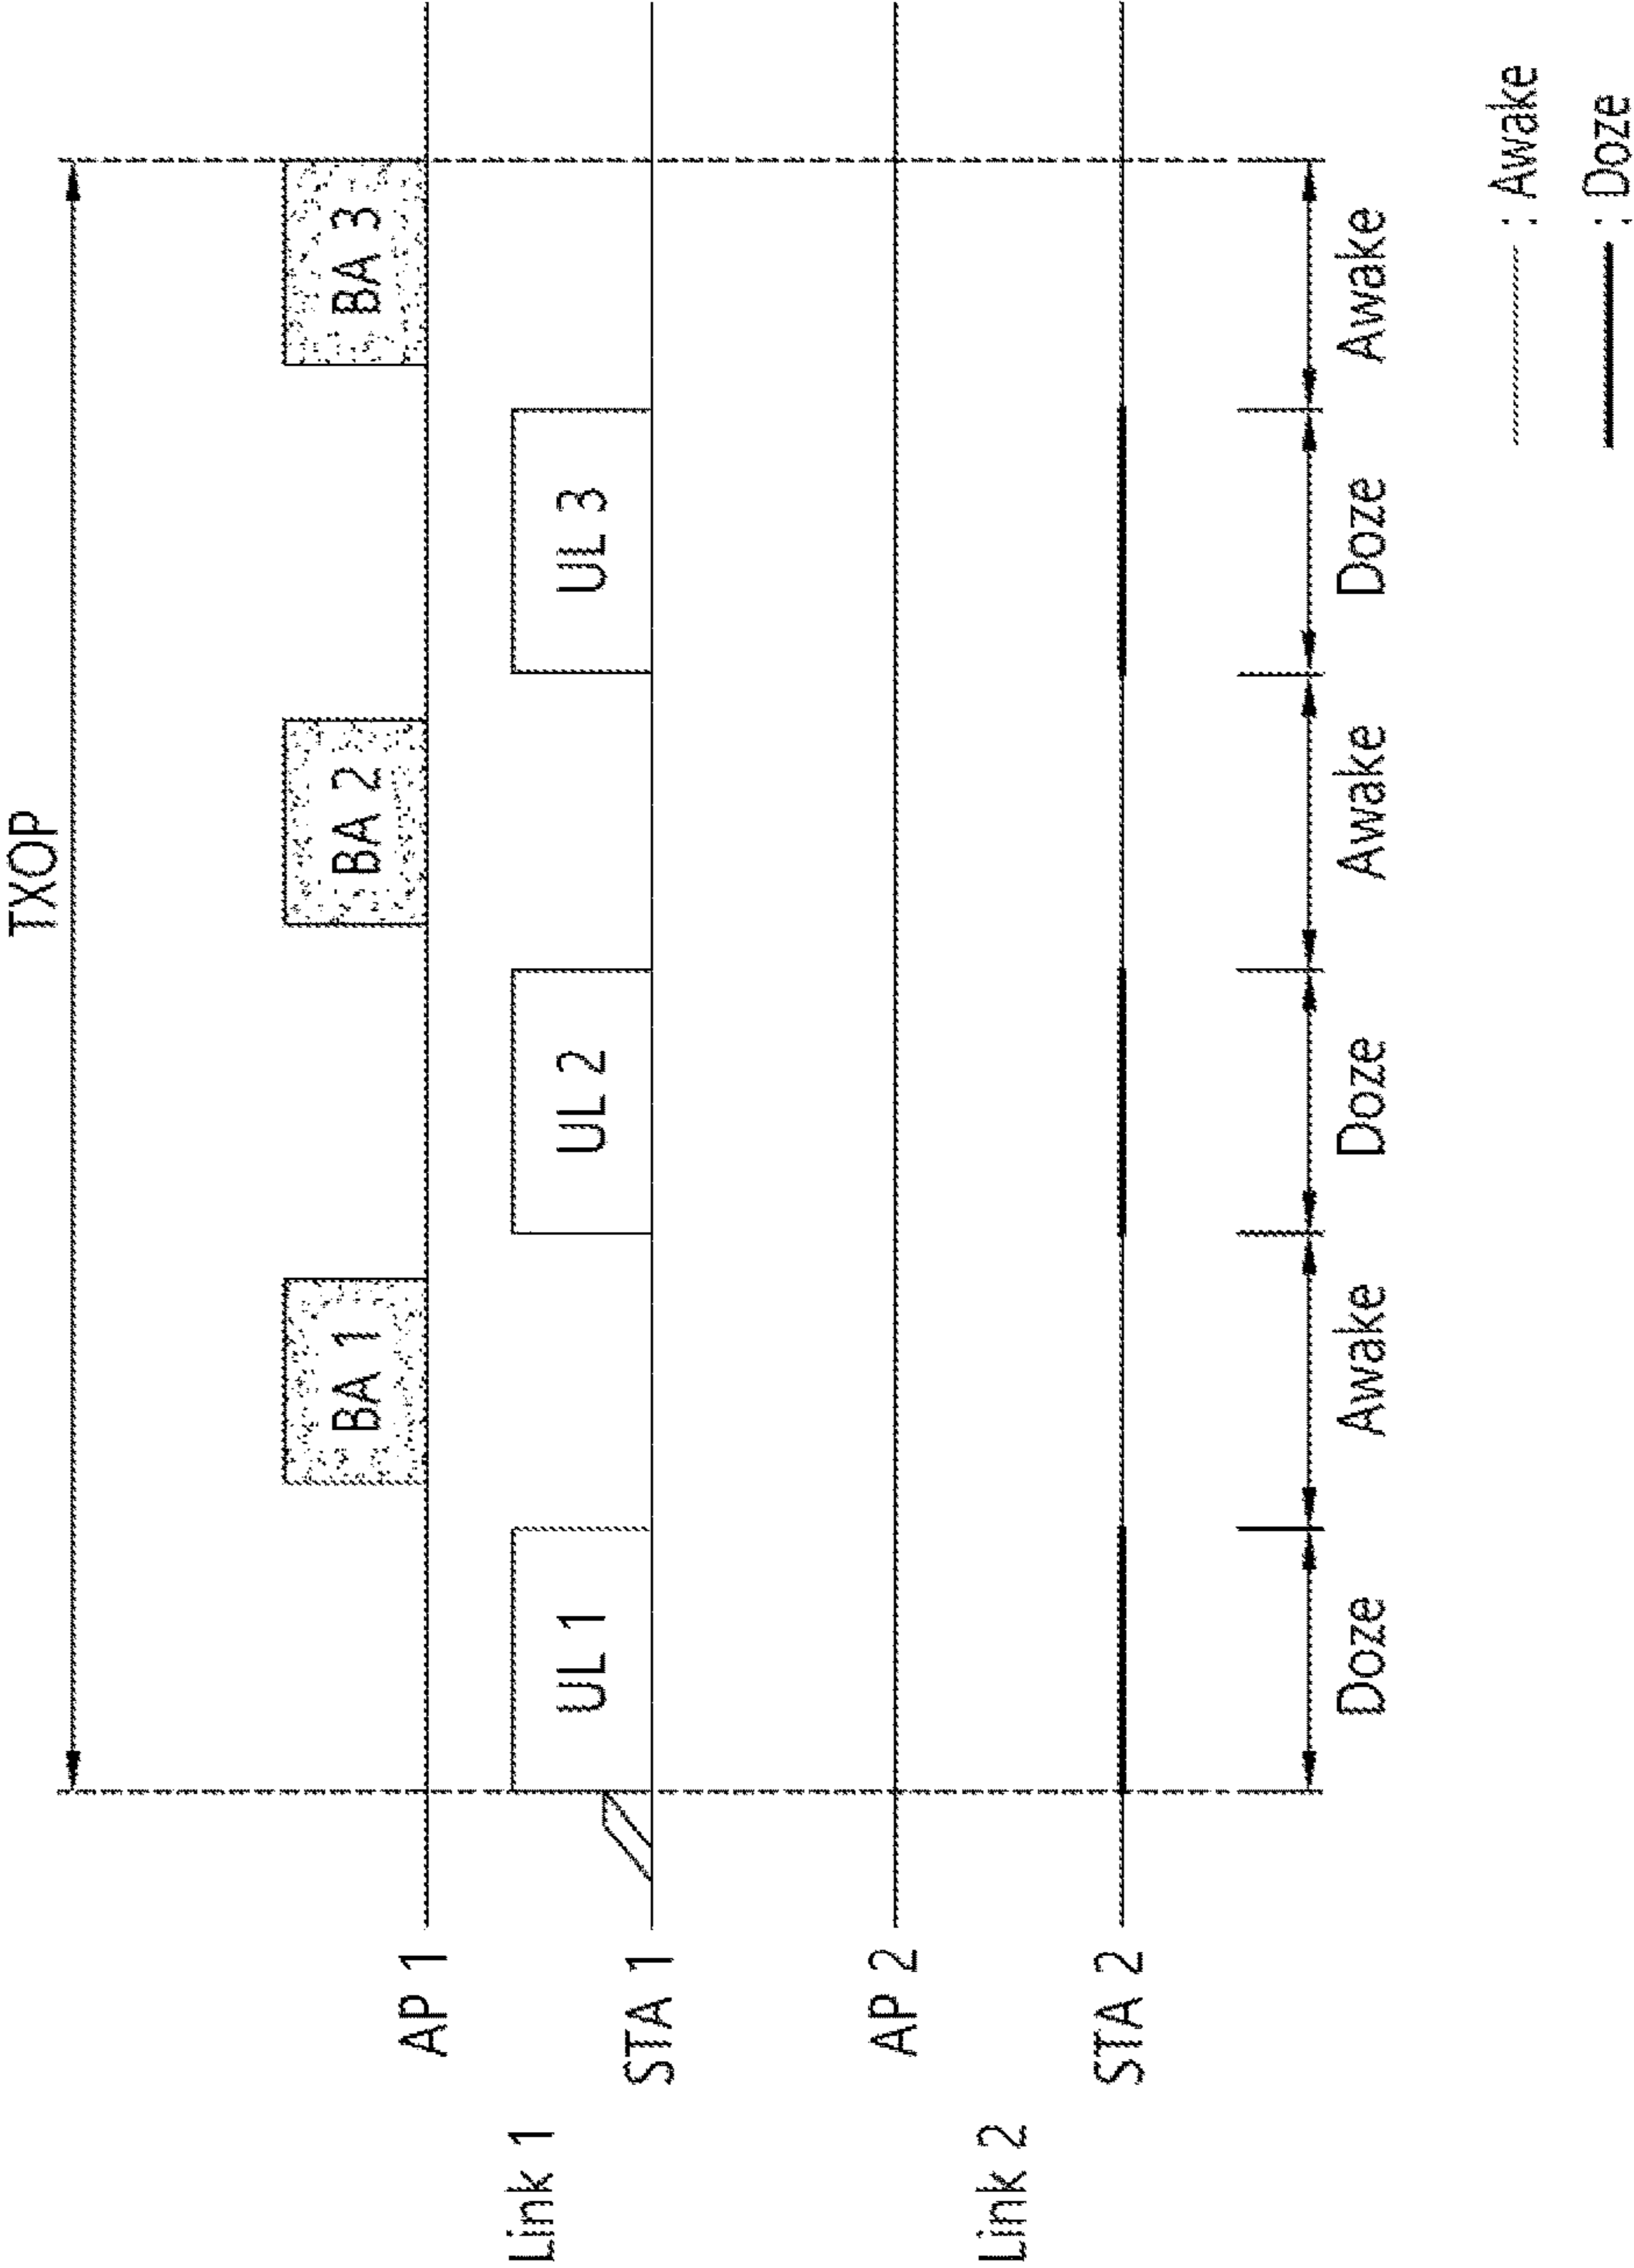 TXOP
BA 1
BA 2
BA 3
AP 1
Link 1
UL 1
UL 2
UL 3
STA 1
AP 2
Link 2
STA 2
Doze
Awake
Doze
Awake
Doze
Awake
: Awake
: Doze